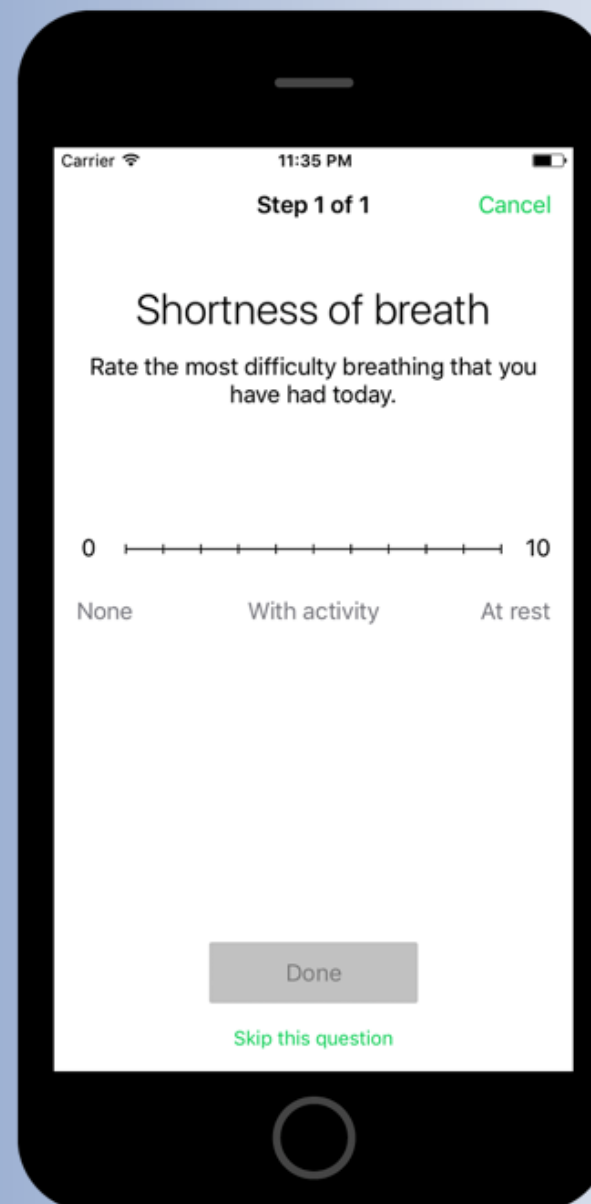 Carrier 11:35 PM
Step 1 of 1 Cancel
Shortness of breath
Rate the most difficulty breathing that you
have had today.
0 10
None With activity At rest
Done
Skip this question